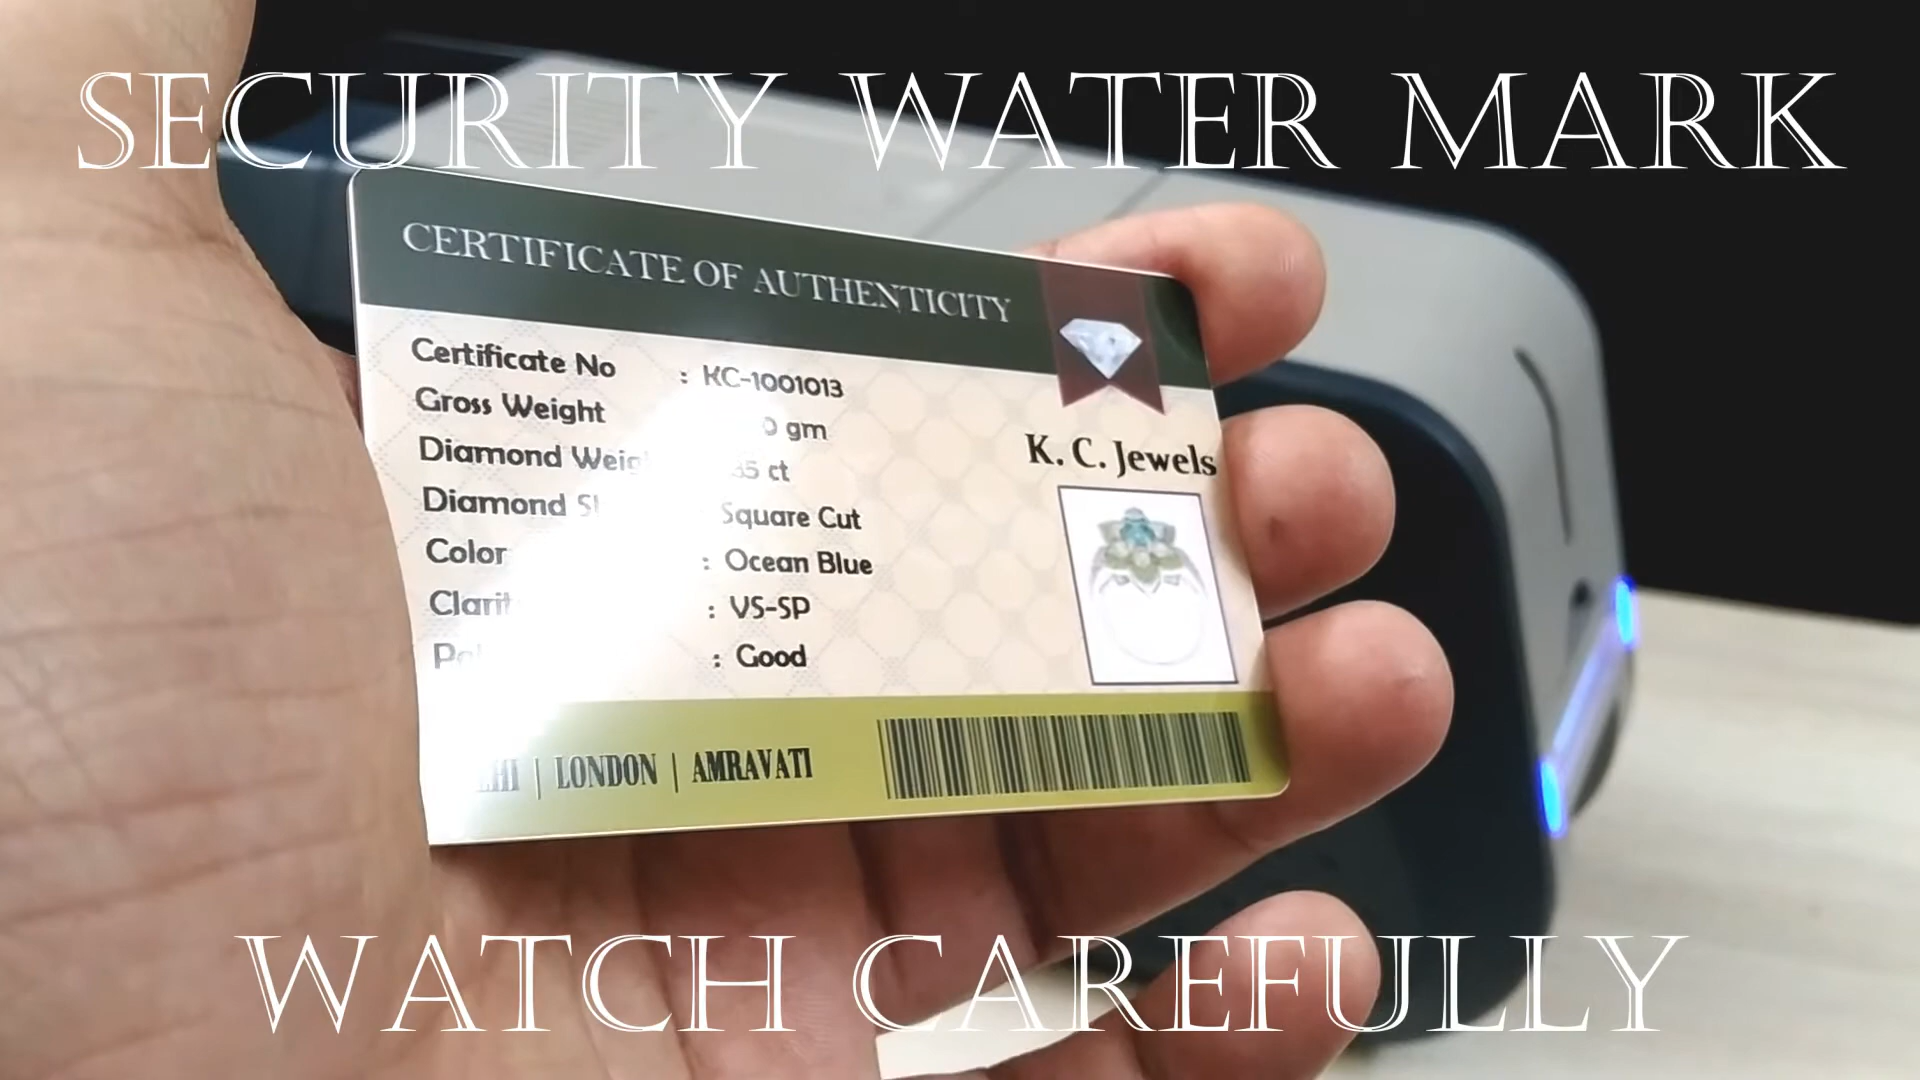 SECURITY WATER MARK
CERTIFICATE OF AUTHENTICITY
Certificate No : KC-1001013
Gross Weight gm
Diamond ct
Diamond Square Cut
Color : Ocean Blue
: VS-SP
: Good
K. C. Jewels
| LONDON | AMRAVATI
WATCH CAREFULLY